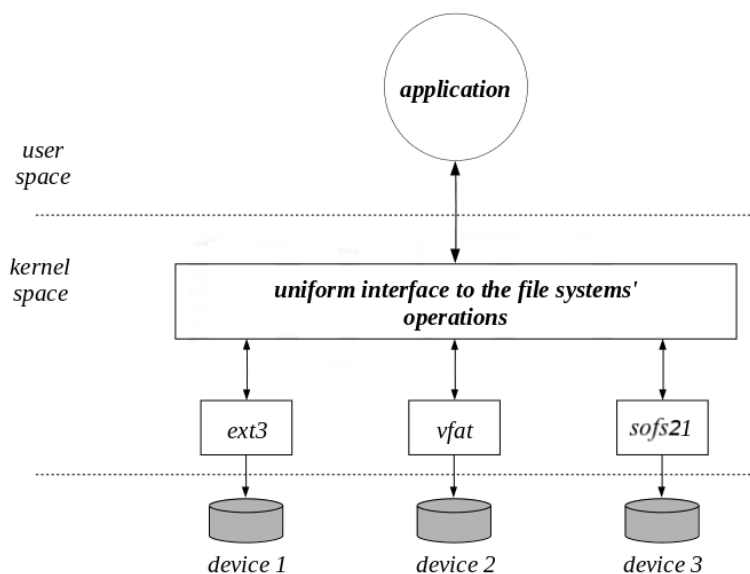 application
user
space
kernel
space
uniform interface to the file systems'
operations
ext3
vfat
sofs21
device 1
device 2
device 3